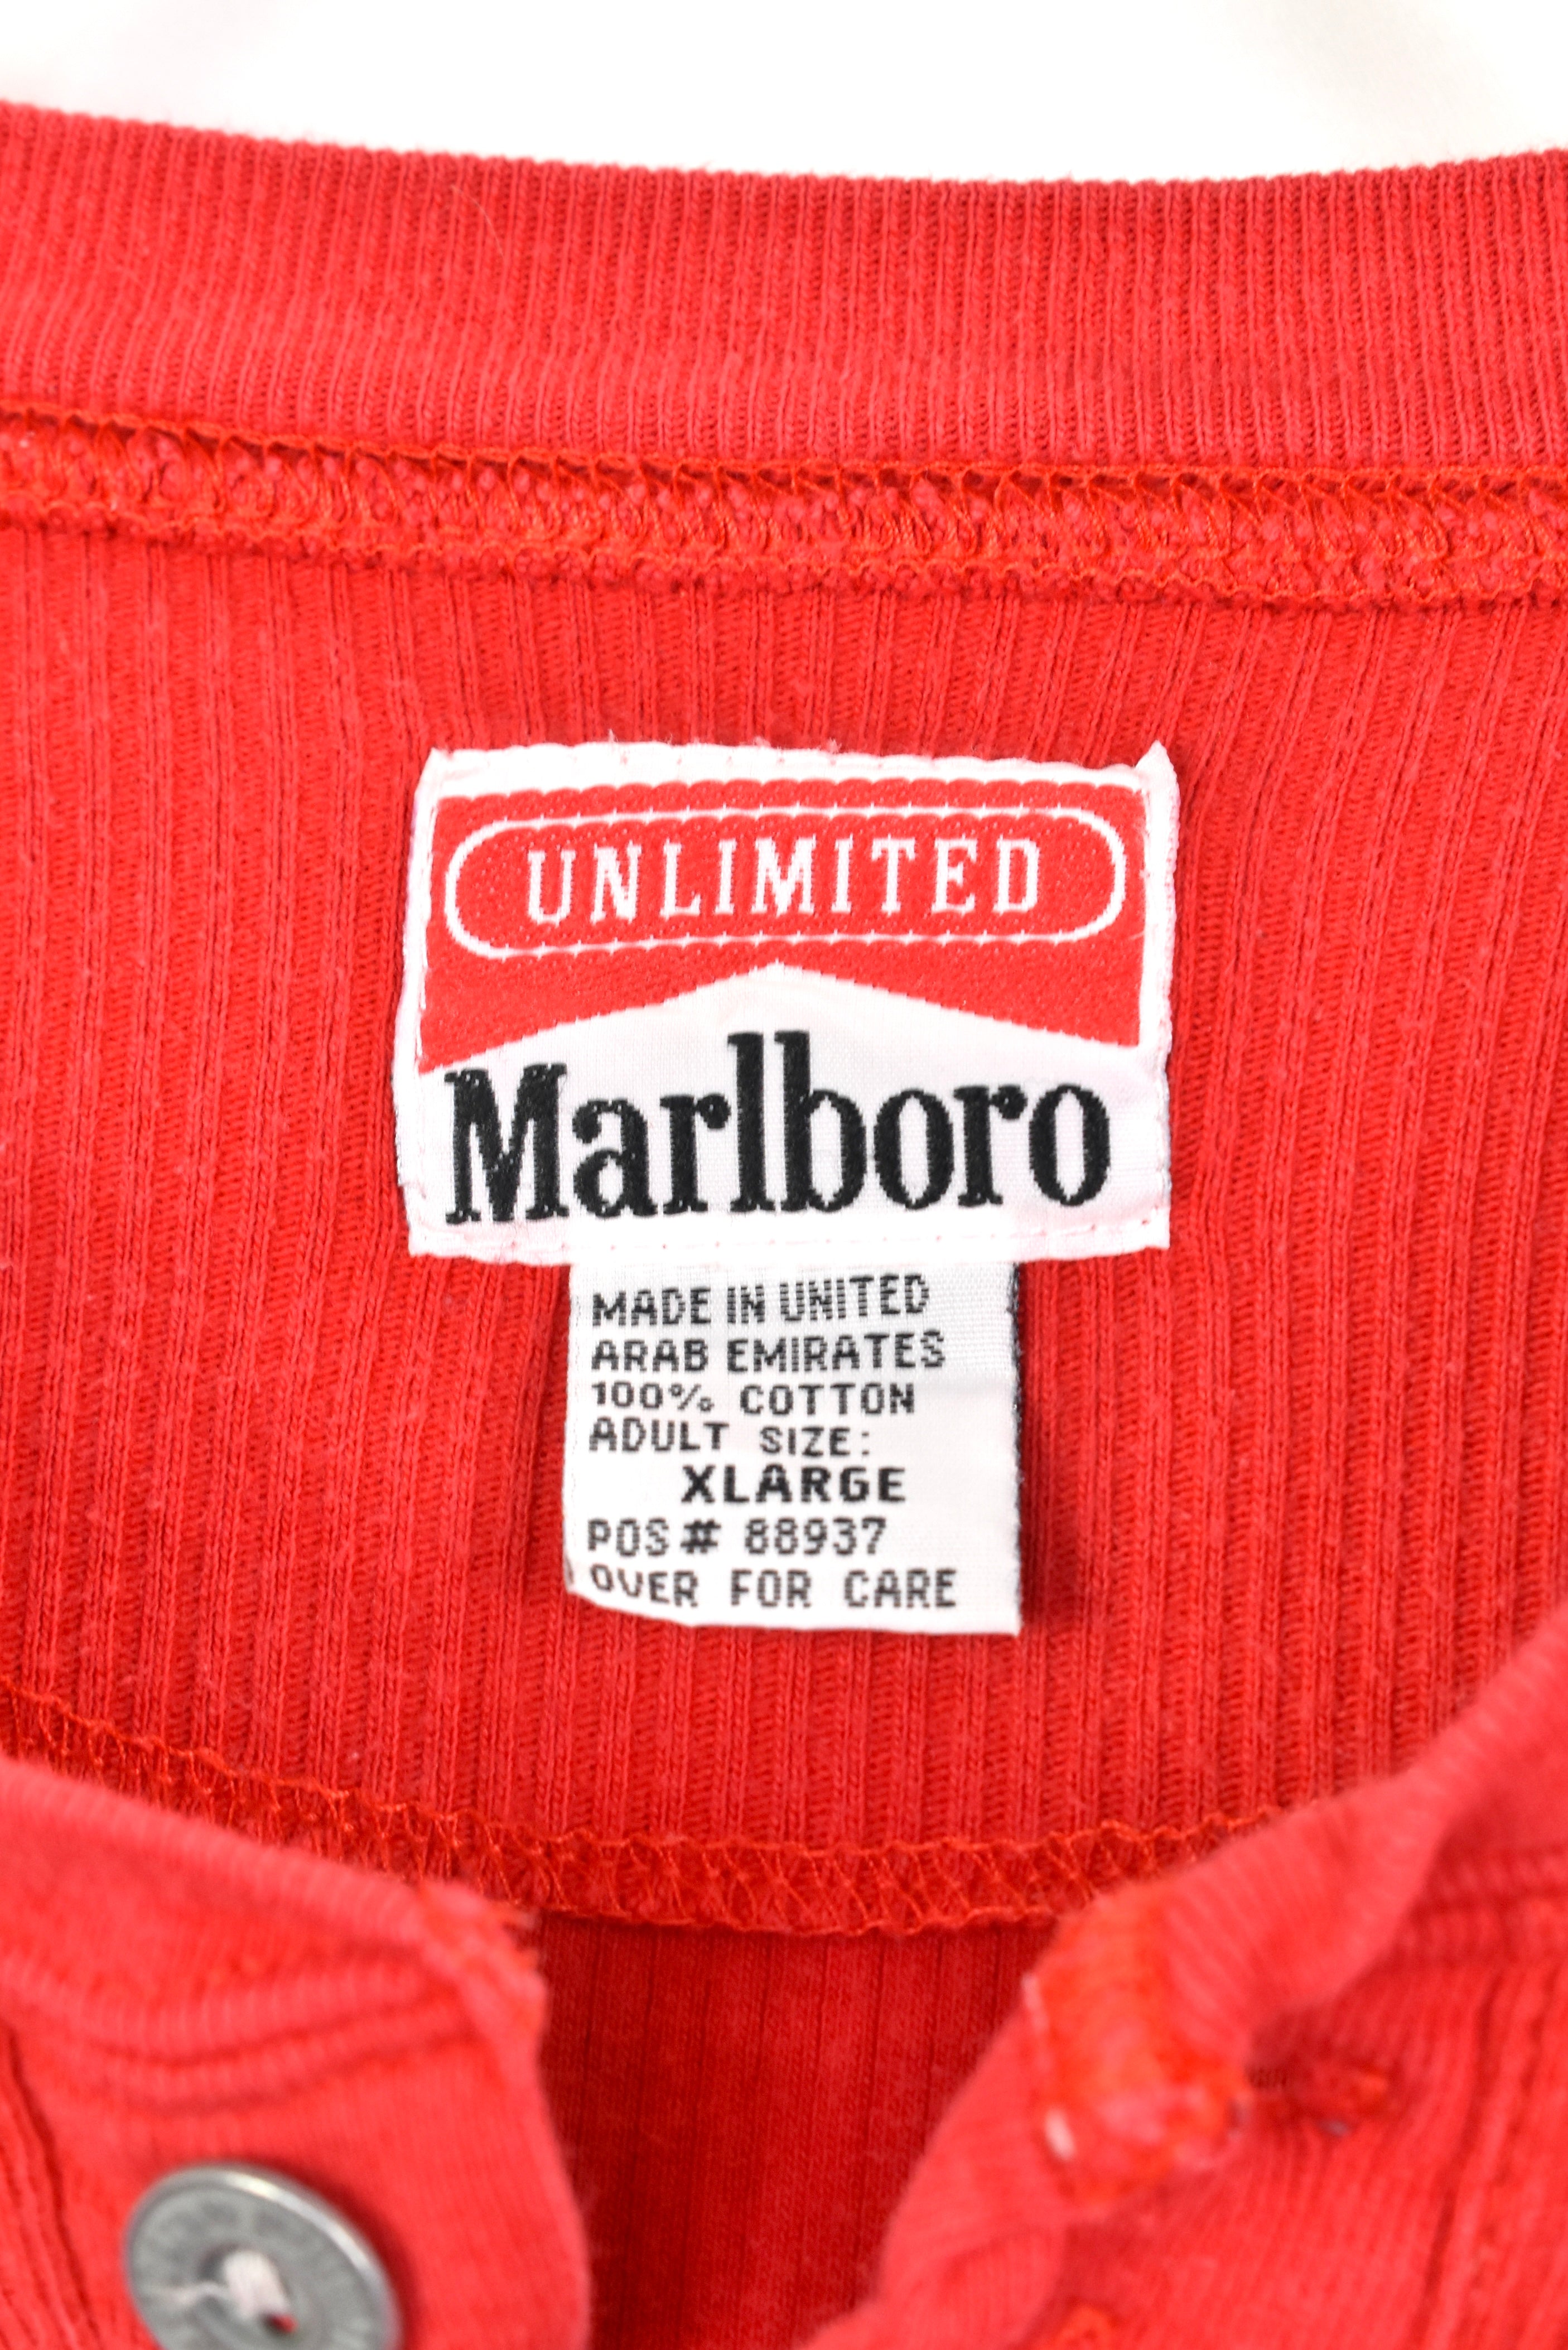 UNLIMITED
Marlboro
MADE IN UNITED
ARAB EMIRATES
100% COTTON
ADULT SIZE:
XLARGE
POS# 88937
OVER FOR CARE